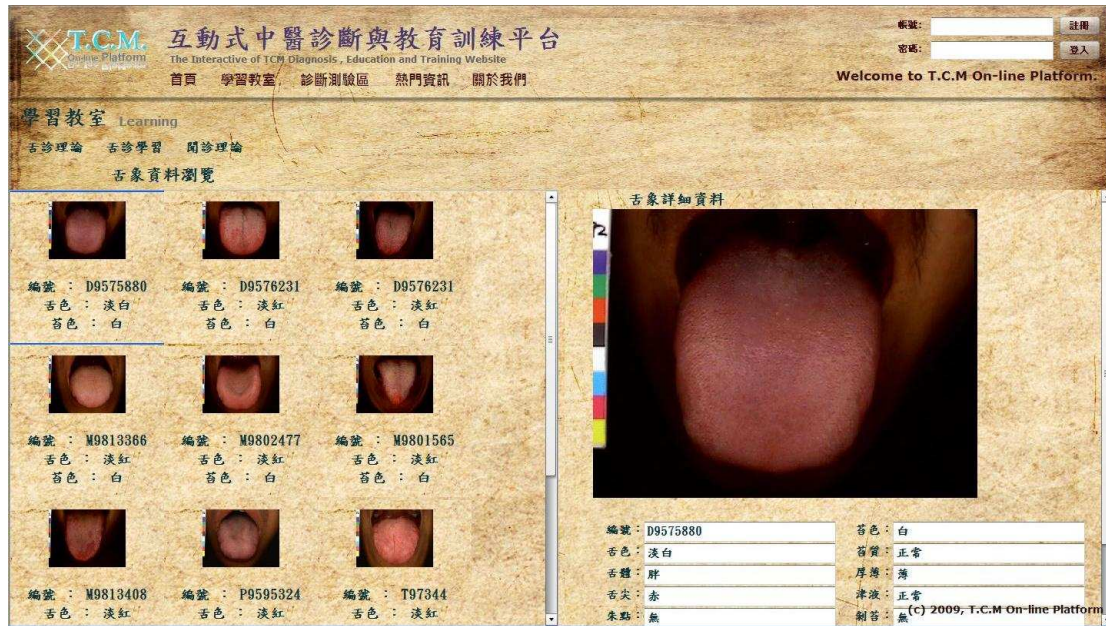 T.C.M.
On-line Platform
互動式中醫診斷與教育訓練平台
The Interactive of TCM Diagnosis , Education and Training Website
首頁 學習教室 診斷測驗區 熱門資訊 關於我們
帳號: 註冊
密碼: 登入
Welcome to T.C.M On-line Platform.
學習教室 Learning
舌診理論 舌診學習 聞診理論
舌象資料瀏覽
編號 : D9575880
舌色 : 淡白
苔色 : 白
編號 : D9576231
舌色 : 淡紅
苔色 : 白
編號 : D9576231
舌色 : 淡紅
苔色 : 白
編號 : M9813366
舌色 : 淡紅
苔色 : 白
編號 : M9802477
舌色 : 淡紅
苔色 : 白
編號 : M9801565
舌色 : 淡紅
苔色 : 白
編號 : M9813408
舌色 : 淡紅
編號 : P9595324
舌色 : 淡紅
編號 : T97344
舌色 : 淡紅
舌象詳細資料
編號: D9575880
舌色: 淡白
舌體: 胖
舌尖: 赤
朱點: 無
苔色: 白
苔質: 正常
厚薄: 薄
津液: 正常
剝苔: 無
(c) 2009, T.C.M On-line Platform